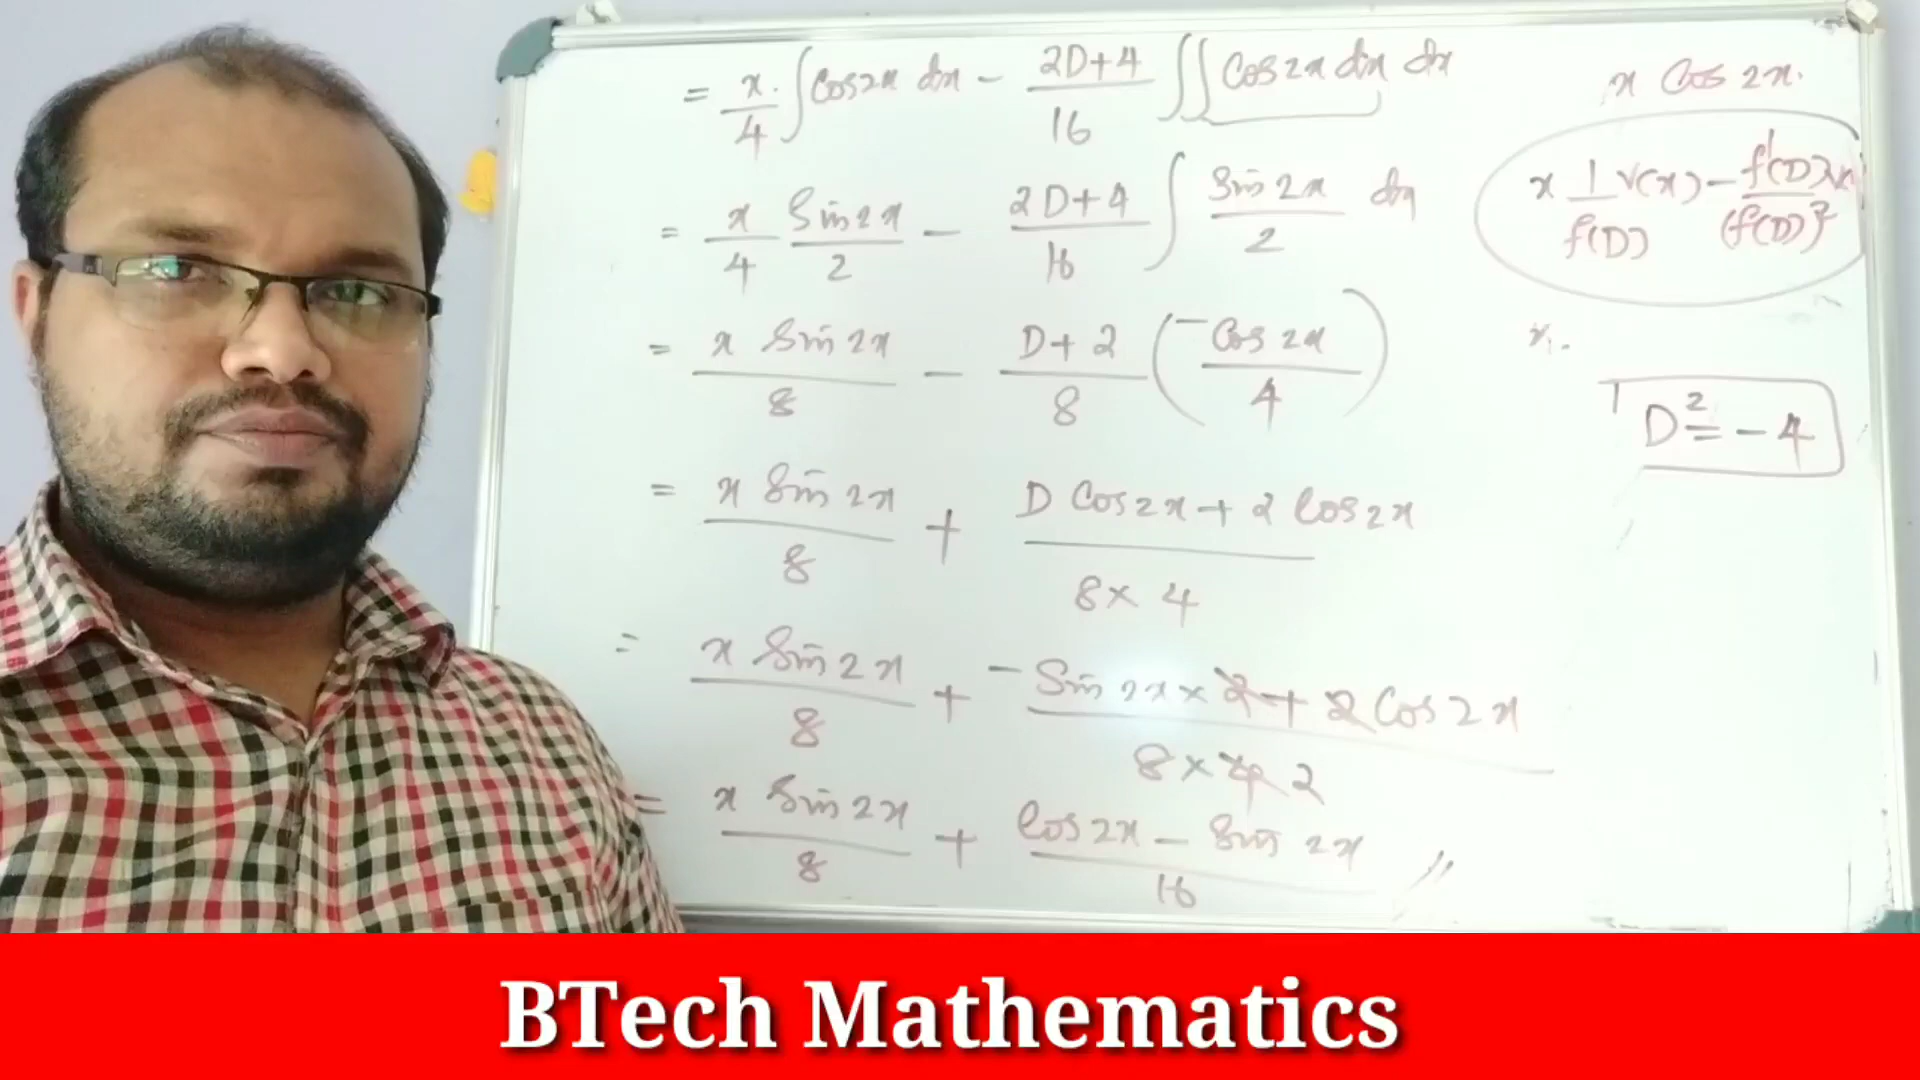 = x/4 ∫ Cos2x dx − (2D+4)/16 ∫∫ Cos2x dx dx
= x/4 Sin2x/2 − (2D+4)/16 ∫ Sin2x/2 dx
= x Sin2x/8 − (D+2)/8 (−Cos2x/4)
= x Sin2x/8 + (D Cos2x + 2 Cos2x)/(8×4)
= x Sin2x/8 + (−Sin2x×2 + 2 Cos2x)/(8×4 2)
= x Sin2x/8 + (Cos2x − Sin2x)/16 //
x Cos 2x.
x 1/f(D) V(x) −
x.
D² = −4
BTech Mathematics